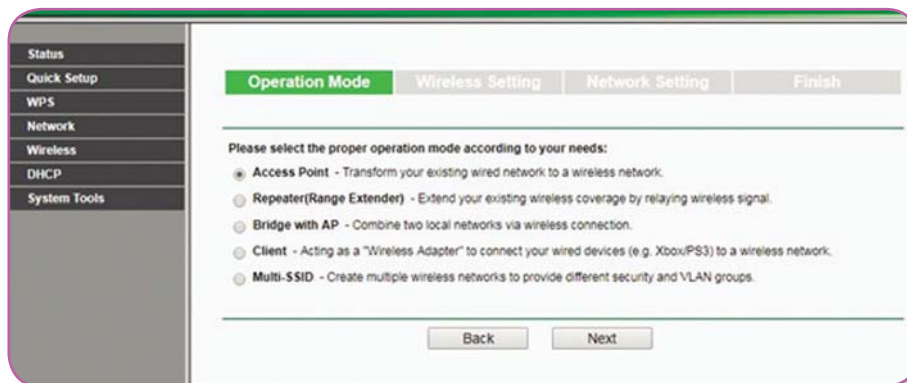 Status
Quick Setup
WPS
Network
Wireless
DHCP
System Tools
Operation Mode Wireless Setting Network Setting Finish
Please select the proper operation mode according to your needs:
Access Point - Transform your existing wired network to a wireless network.
Repeater(Range Extender) - Extend your existing wireless coverage by relaying wireless signal.
Bridge with AP - Combine two local networks via wireless connection.
Client - Acting as a "Wireless Adapter" to connect your wired devices (e.g. Xbox/PS3) to a wireless network.
Multi-SSID - Create multiple wireless networks to provide different security and VLAN groups.
Back Next